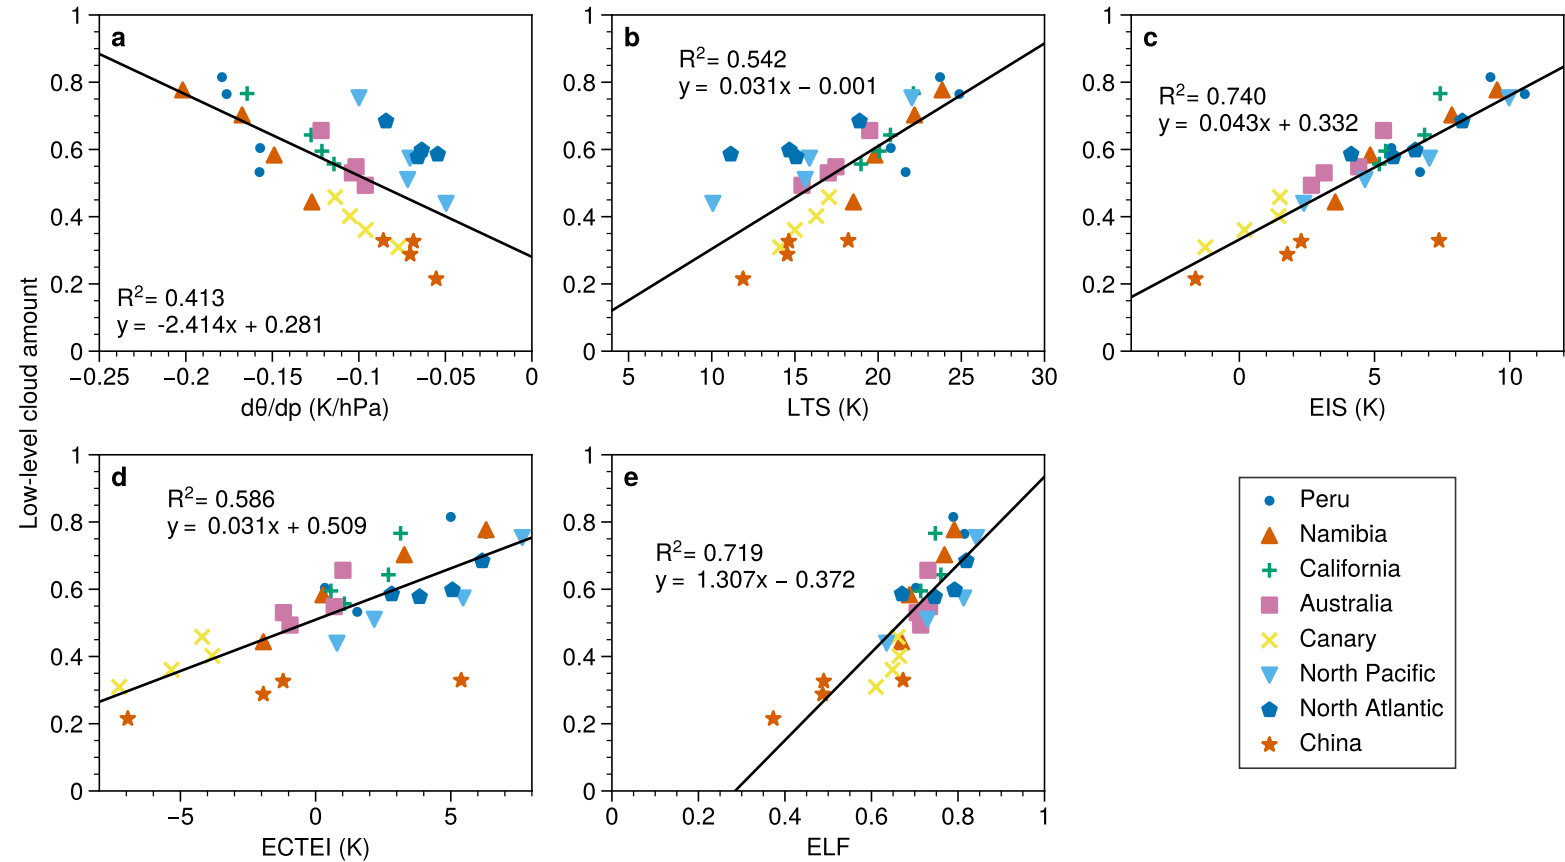 Low-level cloud amount
a
R²= 0.413
y = -2.414x + 0.281
0
0.2
0.4
0.6
0.8
1
−0.25
−0.2
−0.15
−0.1
−0.05
0
dθ/dp (K/hPa)
b
R²= 0.542
y = 0.031x − 0.001
0
0.2
0.4
0.6
0.8
1
5
10
15
20
25
30
LTS (K)
c
R²= 0.740
y = 0.043x + 0.332
0
0.2
0.4
0.6
0.8
1
0
5
10
EIS (K)
d
R²= 0.586
y = 0.031x + 0.509
0
0.2
0.4
0.6
0.8
1
−5
0
5
ECTEI (K)
e
R²= 0.719
y = 1.307x − 0.372
0
0.2
0.4
0.6
0.8
1
0
0.2
0.4
0.6
0.8
1
ELF
Peru
Namibia
California
Australia
Canary
North Pacific
North Atlantic
China